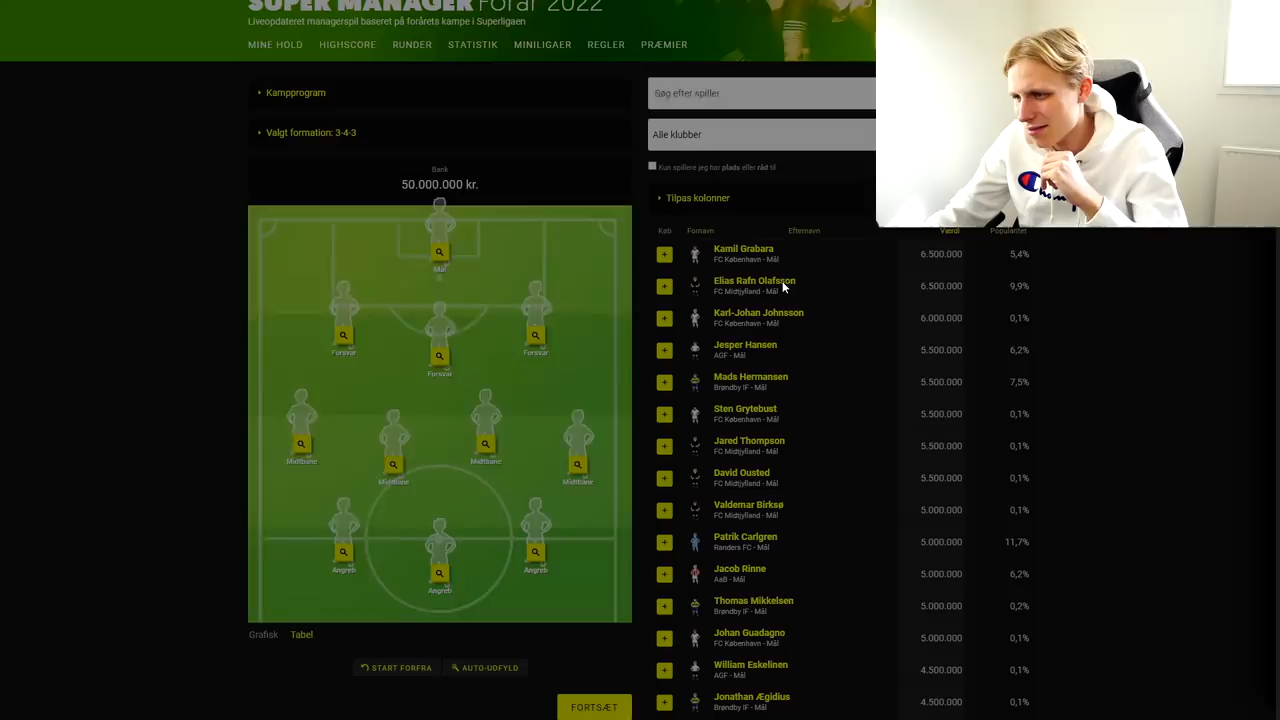 SUPER MANAGER Forår 2022
Liveopdateret managerspil baseret på forårets kampe i Superligaen
MINE HOLD HIGHSCORE RUNDER STATISTIK MINILIGAER REGLER PRÆMIER
Kampprogram
Valgt formation: 3-4-3
Bank
50.000.000 kr.
Mål
Forsvar
Forsvar
Forsvar
Midtbane
Midtbane
Midtbane
Midtbane
Angreb
Angreb
Angreb
Grafisk Tabel
START FORFRA
AUTO-UDFYLD
FORTSÆT
Søg efter spiller
Alle klubber
Kun spillere jeg har plads eller råd til
Tilpas kolonner
Køb Fornavn Efternavn Værdi Popularitet
+ Kamil Grabara 6.500.000 5,4%
FC København - Mål
+ Elias Rafn Olafsson 6.500.000 9,9%
FC Midtjylland - Mål
+ Karl-Johan Johnsson 6.000.000 0,1%
FC København - Mål
+ Jesper Hansen 5.500.000 6,2%
AGF - Mål
+ Mads Hermansen 5.500.000 7,5%
Brøndby IF - Mål
+ Sten Grytebust 5.500.000 0,1%
FC København - Mål
+ Jared Thompson 5.500.000 0,1%
FC Midtjylland - Mål
+ David Ousted 5.500.000 0,1%
FC Midtjylland - Mål
+ Valdemar Birksø 5.000.000 0,1%
FC Midtjylland - Mål
+ Patrik Carlgren 5.000.000 11,7%
Randers FC - Mål
+ Jacob Rinne 5.000.000 6,2%
AaB - Mål
+ Thomas Mikkelsen 5.000.000 0,2%
Brøndby IF - Mål
+ Johan Guadagno 5.000.000 0,1%
FC København - Mål
+ William Eskelinen 4.500.000 0,1%
AGF - Mål
+ Jonathan Ægidius 4.500.000 0,1%
Brøndby IF - Mål